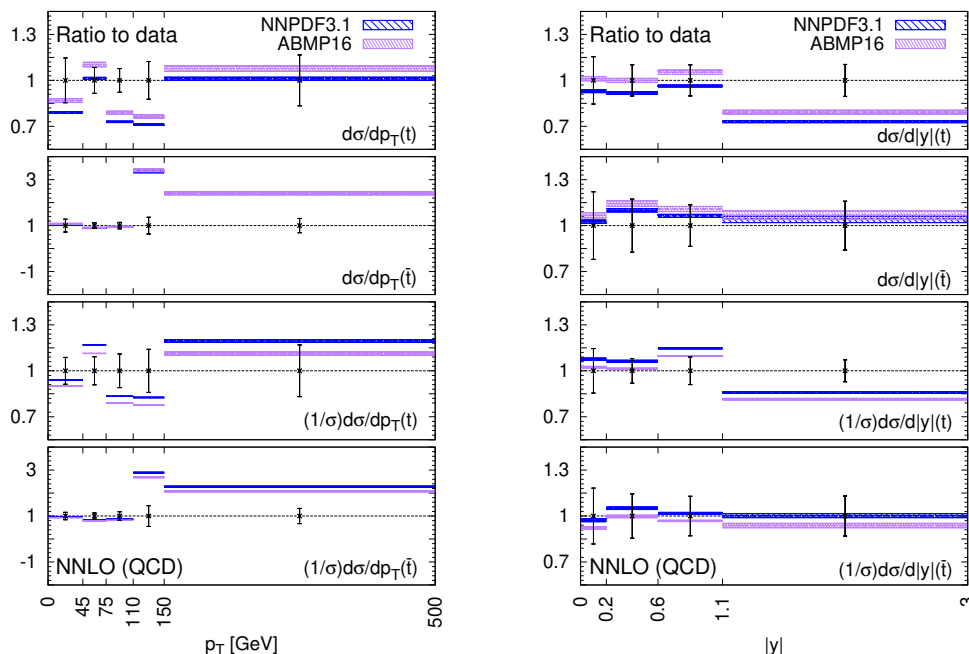 Ratio to data
NNPDF3.1
ABMP16
1.3
1
0.7
dσ/dp_T(t)
3
1
-1
dσ/dp_T(t̄)
1.3
1
0.7
(1/σ)dσ/dp_T(t)
3
1
-1
NNLO (QCD)
(1/σ)dσ/dp_T(t̄)
0
45
75
110
150
500
p_T [GeV]
Ratio to data
NNPDF3.1
ABMP16
1.3
1
0.7
dσ/d|y|(t)
1.3
1
0.7
dσ/d|y|(t̄)
1.3
1
0.7
(1/σ)dσ/d|y|(t)
1.3
1
0.7
NNLO (QCD)
(1/σ)dσ/d|y|(t̄)
0
0.2
0.6
1.1
3
|y|